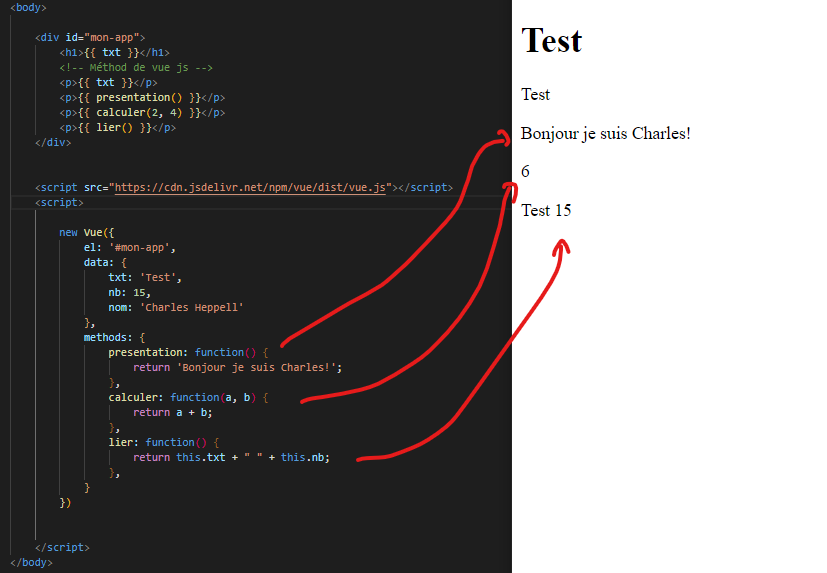 <body>
<div id="mon-app">
<h1>{{ txt }}</h1>
<!-- Méthod de vue js -->
<p>{{ txt }}</p>
<p>{{ presentation() }}</p>
<p>{{ calculer(2, 4) }}</p>
<p>{{ lier() }}</p>
</div>
<script src="https://cdn.jsdelivr.net/npm/vue/dist/vue.js"></script>
<script>
new Vue({
el: '#mon-app',
data: {
txt: 'Test',
nb: 15,
nom: 'Charles Heppell'
},
methods: {
presentation: function() {
return 'Bonjour je suis Charles!';
},
calculer: function(a, b) {
return a + b;
},
lier: function() {
return this.txt + " " + this.nb;
},
}
})
</script>
</body>
Test
Test
Bonjour je suis Charles!
6
Test 15